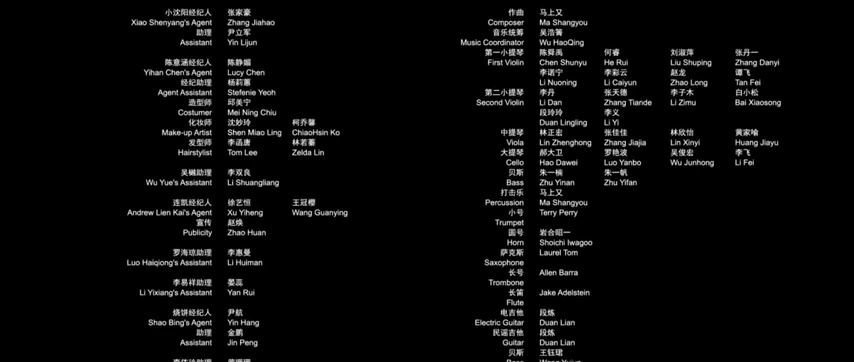 小沈阳经纪人 张家豪
Xiao Shenyang's Agent Zhang Jiahao
助理 尹立军
Assistant Yin Lijun
陈意涵经纪人 陈静媚
Yihan Chen's Agent Lucy Chen
经纪助理 杨莉蕙
Agent Assistant Stefenie Yeoh
造型师 邱美宁
Costumer Mei Ning Chiu
化妆师 沈妙玲 柯乔馨
Make-up Artist Shen Miao Ling ChiaoHsin Ko
发型师 李函唐 林若蓁
Hairstylist Tom Lee Zelda Lin
吴樾助理 李双良
Wu Yue's Assistant Li Shuangliang
连凯经纪人 徐艺恒 王冠樱
Andrew Lien Kai's Agent Xu Yiheng Wang Guanying
宣传 赵焕
Publicity Zhao Huan
罗海琼助理 李惠曼
Luo Haiqiong's Assistant Li Huiman
李易祥助理 晏蕊
Li Yixiang's Assistant Yan Rui
烧饼经纪人 尹航
Shao Bing's Agent Yin Hang
助理 金鹏
Assistant Jin Peng
作曲 马上又
Composer Ma Shangyou
音乐统筹 吴浩箐
Music Coordinator Wu HaoQing
第一小提琴 陈舜禹 何睿 刘淑萍 张丹一
First Violin Chen Shunyu He Rui Liu Shuping Zhang Danyi
李诺宁 李彩云 赵龙 谭飞
Li Nuoning Li Caiyun Zhao Long Tan Fei
第二小提琴 李丹 张天德 李子木 白小松
Second Violin Li Dan Zhang Tiande Li Zimu Bai Xiaosong
段玲玲 李义
Duan Lingling Li Yi
中提琴 林正宏 张佳佳 林欣怡 黄家喻
Viola Lin Zhenghong Zhang Jiajia Lin Xinyi Huang Jiayu
大提琴 郝大卫 罗艳波 吴俊宏 李飞
Cello Hao Dawei Luo Yanbo Wu Junhong Li Fei
贝斯 朱一楠 朱一帆
Bass Zhu Yinan Zhu Yifan
打击乐 马上又
Percussion Ma Shangyou
小号 Terry Perry
Trumpet
圆号 岩合昭一
Horn Shoichi Iwagoo
萨克斯 Laurel Tom
Saxophone
长号 Allen Barra
Trombone
长笛 Jake Adelstein
Flute
电吉他 段炼
Electric Guitar Duan Lian
民谣吉他 段炼
Guitar Duan Lian
贝斯 王钰珺